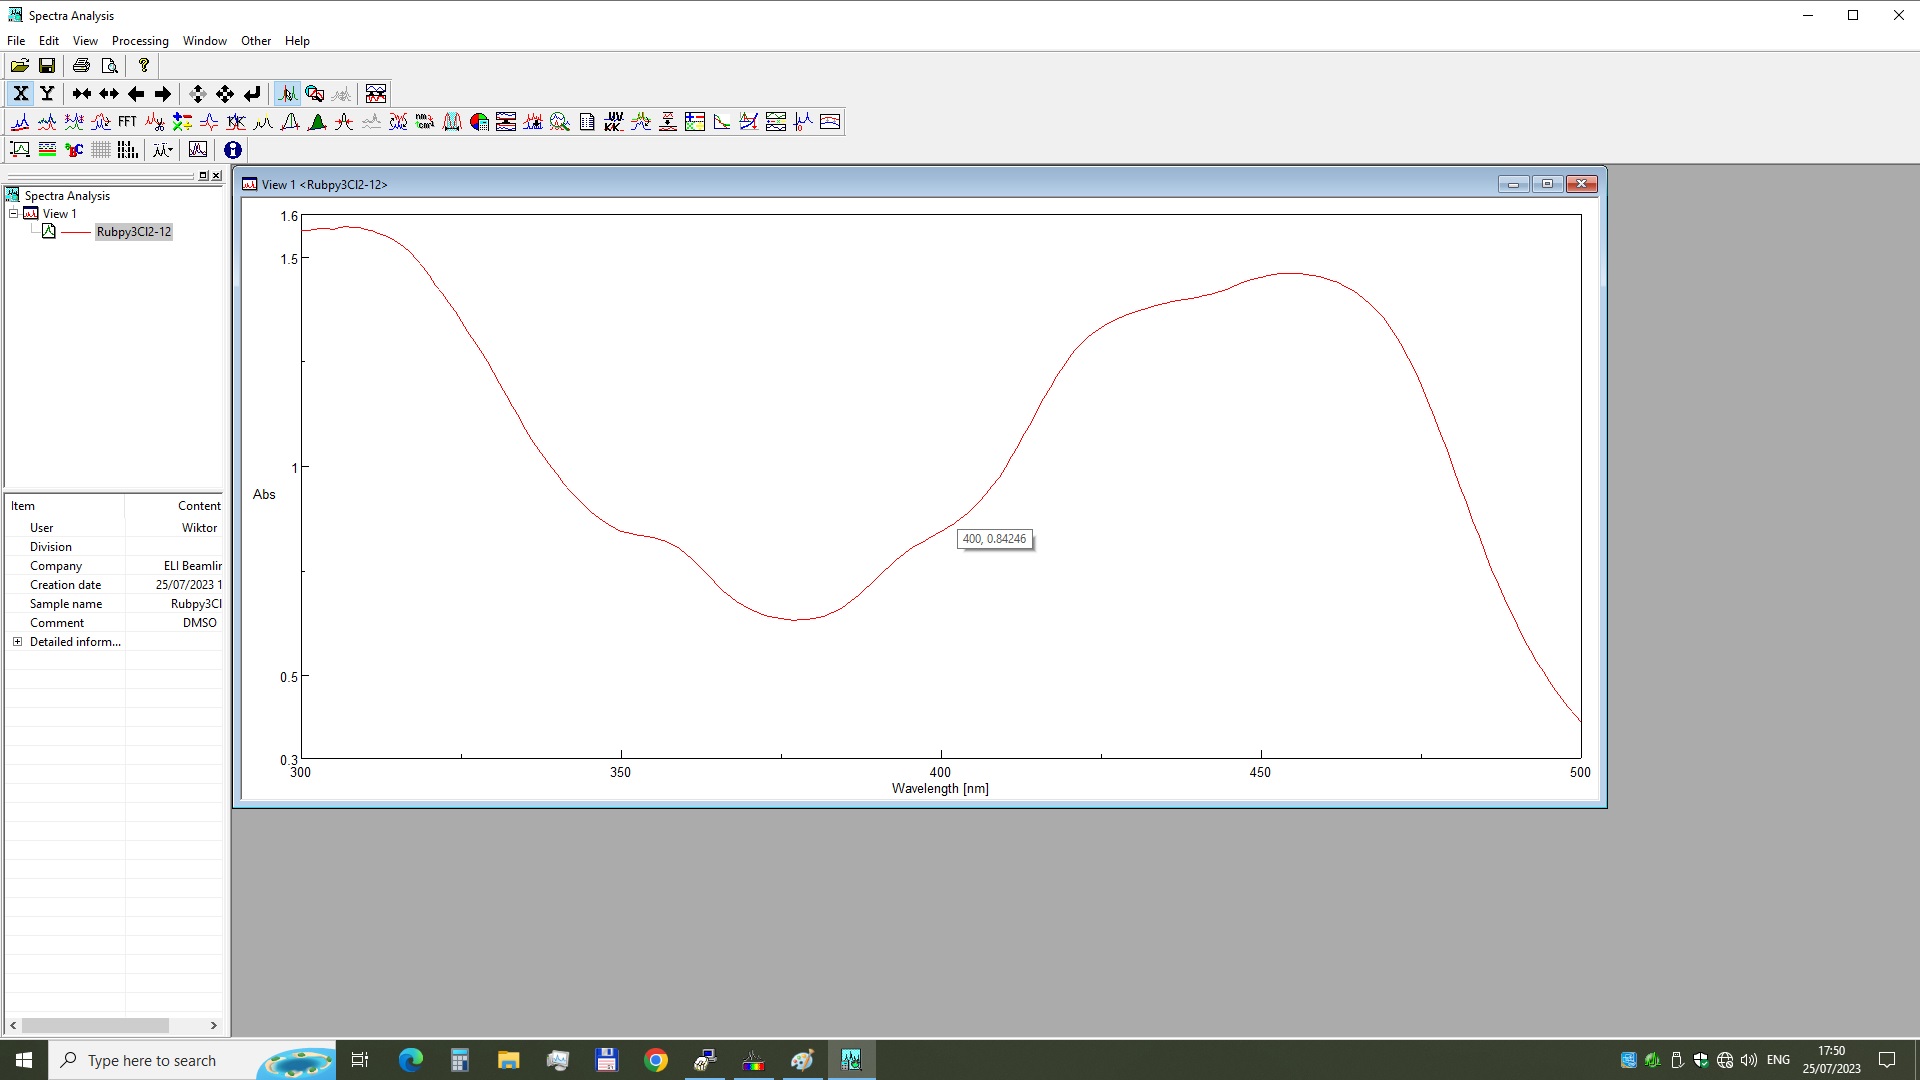 Spectra Analysis
File Edit View Processing Window Other Help
X Y
FFT
Spectra Analysis
View 1
Rubpy3Cl2-12
Item Content
User Wiktor
Division
Company ELI Beamlir
Creation date 25/07/2023 1
Sample name Rubpy3Cl
Comment DMSO
Detailed inform...
View 1 <Rubpy3Cl2-12>
1.6
1.5
1
Abs
400, 0.84246
0.5
0.3
300 350 400 450 500
Wavelength [nm]
Type here to search
ENG
17:50
25/07/2023